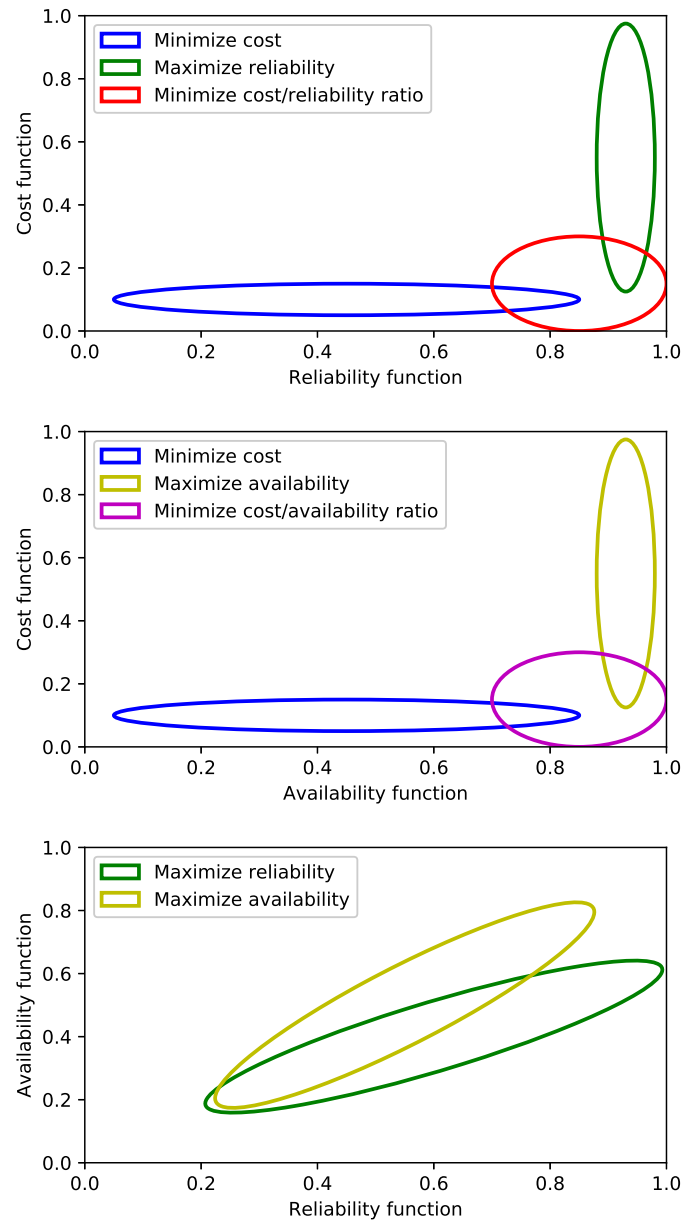 1.0
Minimize cost
Maximize reliability
Minimize cost/reliability ratio
0.8
0.6
0.4
0.2
0.0
Cost function
0.0 0.2 0.4 0.6 0.8 1.0
Reliability function
1.0
Minimize cost
Maximize availability
Minimize cost/availability ratio
0.8
0.6
0.4
0.2
0.0
Cost function
0.0 0.2 0.4 0.6 0.8 1.0
Availability function
1.0
Maximize reliability
Maximize availability
0.8
0.6
0.4
0.2
0.0
Availability function
0.0 0.2 0.4 0.6 0.8 1.0
Reliability function